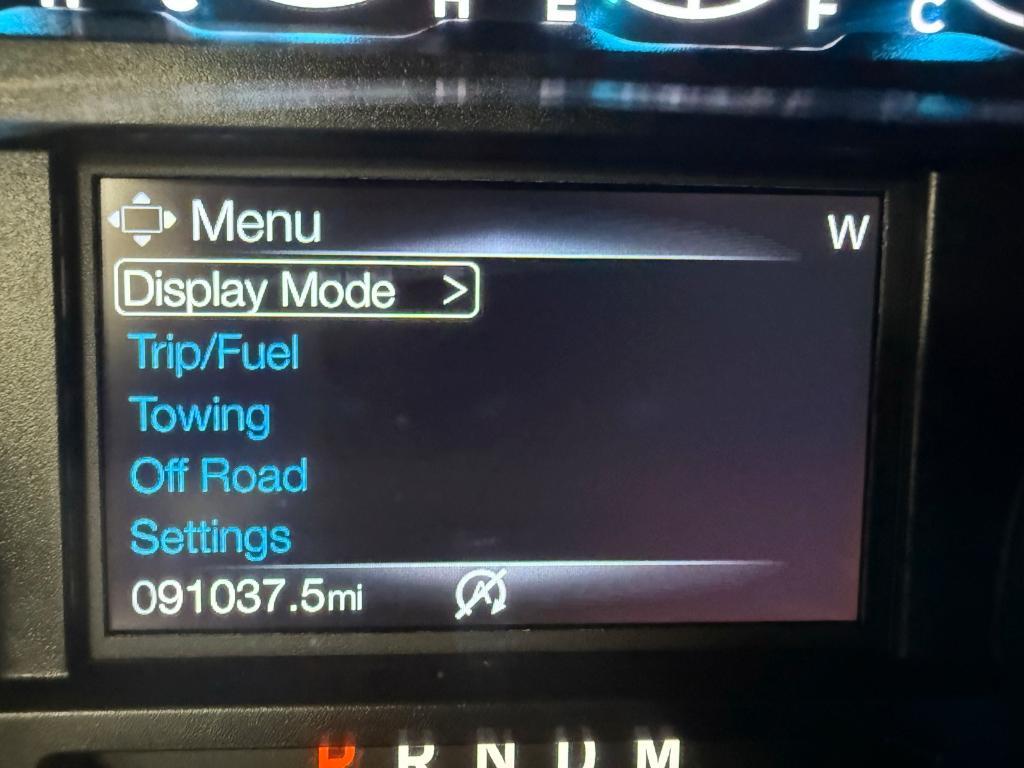 H E F C
Menu W
Display Mode >
Trip/Fuel
Towing
Off Road
Settings
091037.5mi A
P R N D M